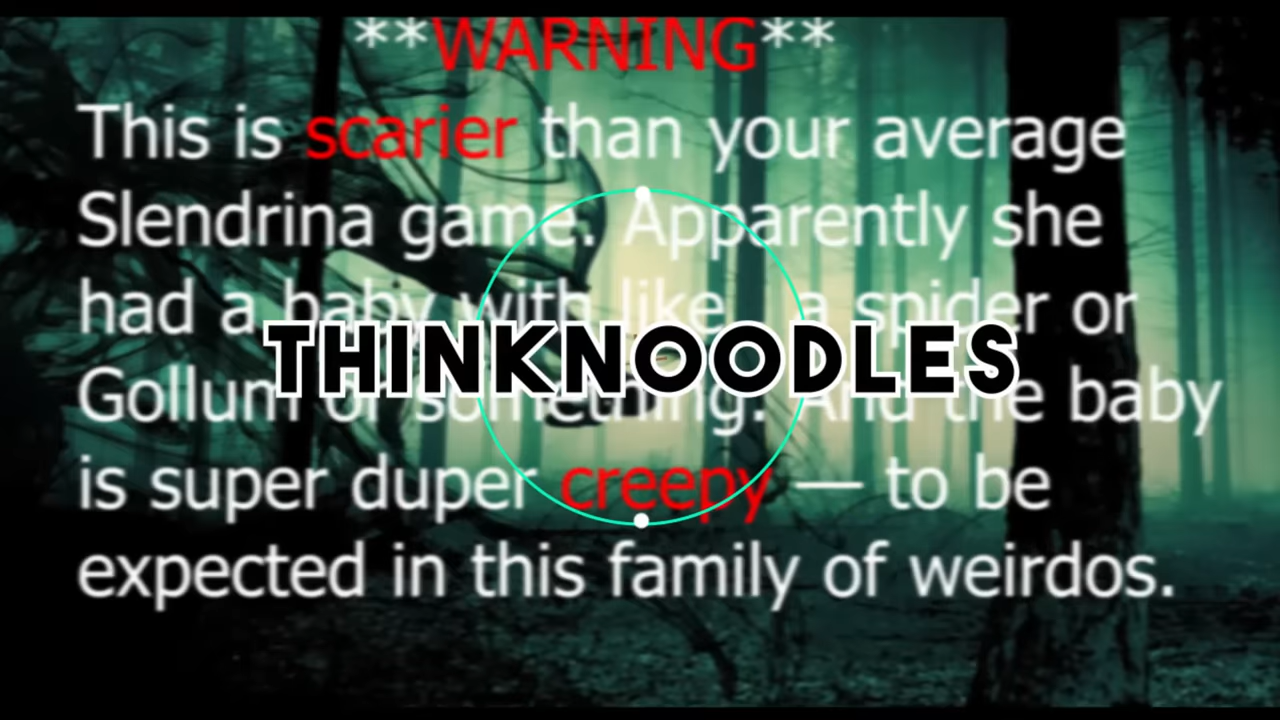 **WARNING**
This is scarier than your average
Slendrina game. Apparently she
had a baby with like, a spider or
THINKNOODLES
Gollum or something. And the baby
is super duper creepy — to be
expected in this family of weirdos.